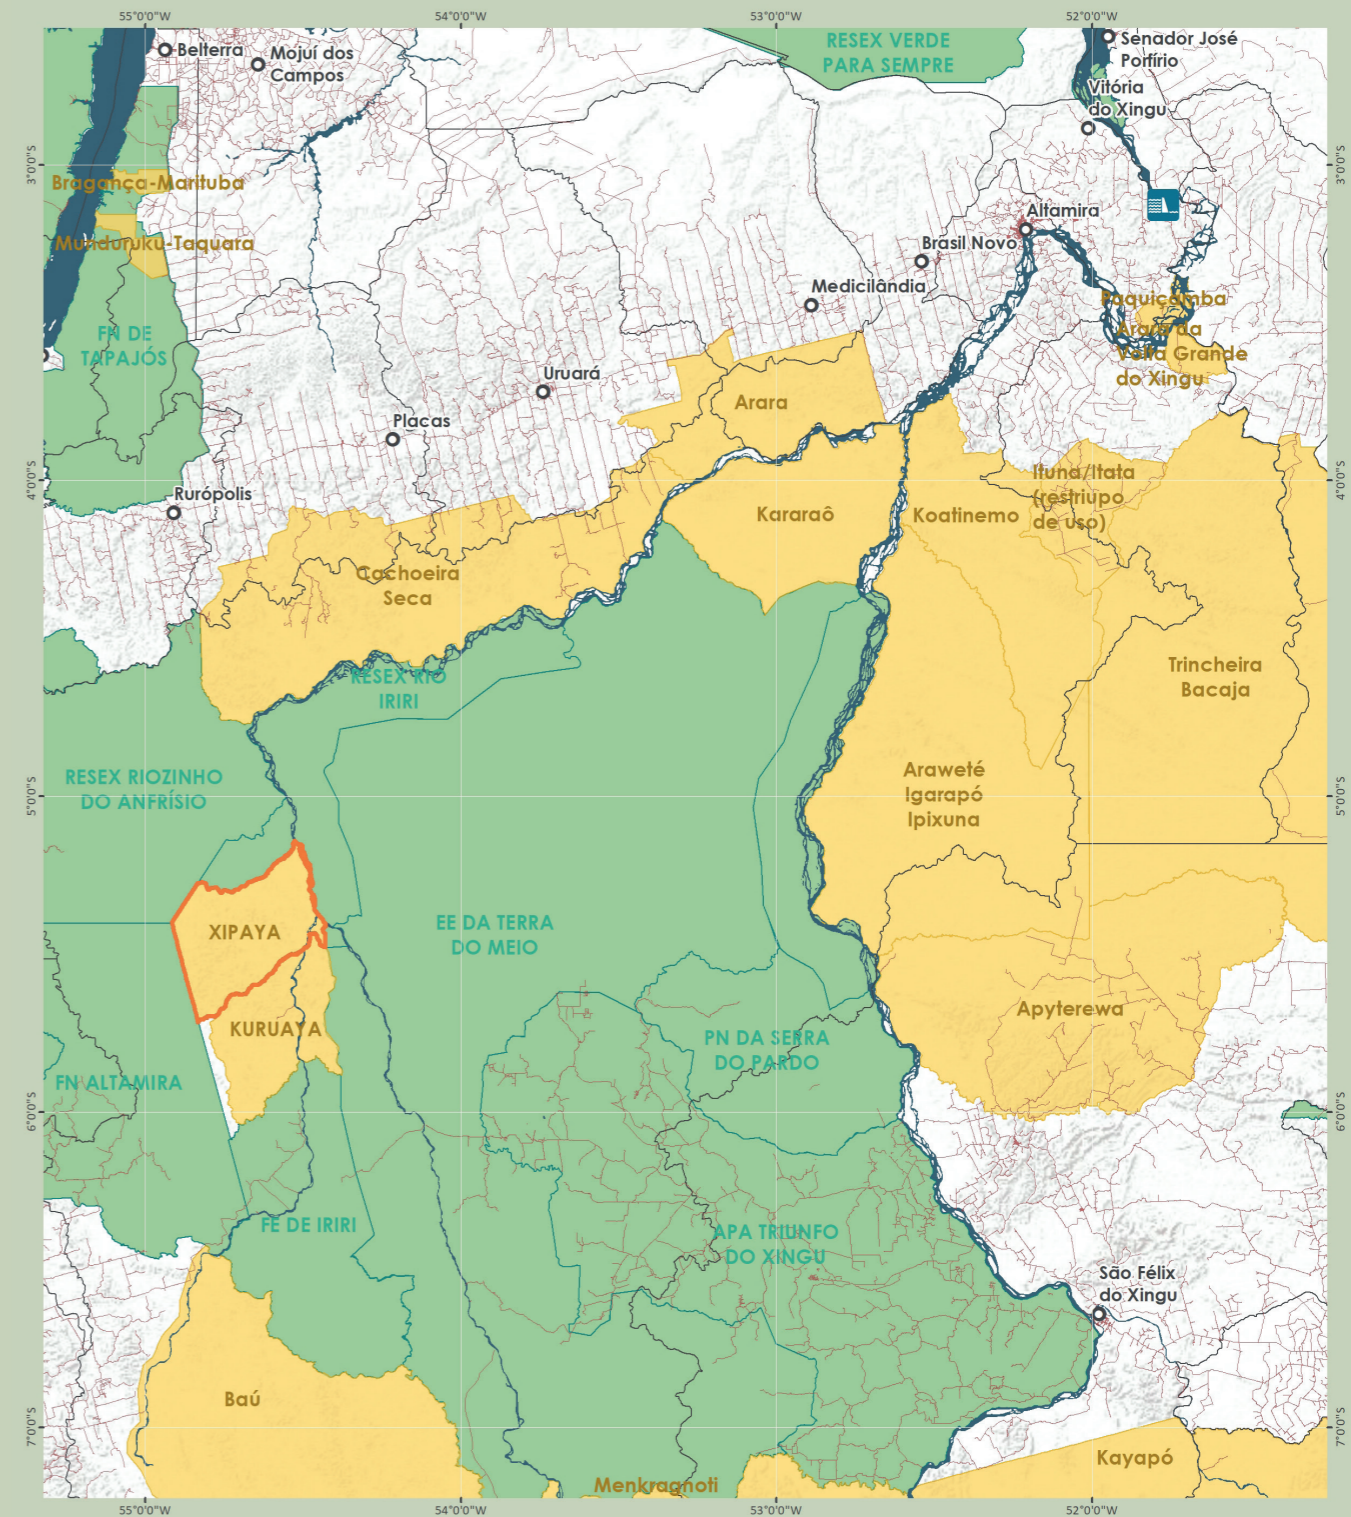 55°0'0"W
54°0'0"W
53°0'0"W
52°0'0"W
Belterra
Mojuí dos
Campos
RESEX VERDE
PARA SEMPRE
Senador José
Porfírio
Vitória
do Xingu
3°0'0"S
3°0'0"S
Bragança-Marituba
Munduruku-Taquara
Altamira
Brasil Novo
Medicilândia
Paquiçamba
Arara da
Volta Grande
do Xingu
FN DE
TAPAJÓS
Uruará
Placas
Arara
Rurópolis
4°0'0"S
4°0'0"S
Kararaô
Koatinemo
Ituna/Itata
(restriupo
de uso)
Cachoeira
Seca
RESEX RIO
IRIRI
Trincheira
Bacaja
RESEX RIOZINHO
DO ANFRÍSIO
Araweté
Igarapó
Ipixuna
5°0'0"S
5°0'0"S
XIPAYA
EE DA TERRA
DO MEIO
KURUAYA
PN DA SERRA
DO PARDO
Apyterewa
FN ALTAMIRA
6°0'0"S
6°0'0"S
FE DE IRIRI
APA TRIUNFO
DO XINGU
São Félix
do Xingu
Baú
7°0'0"S
7°0'0"S
Kayapó
Menkragnoti
55°0'0"W
54°0'0"W
53°0'0"W
52°0'0"W